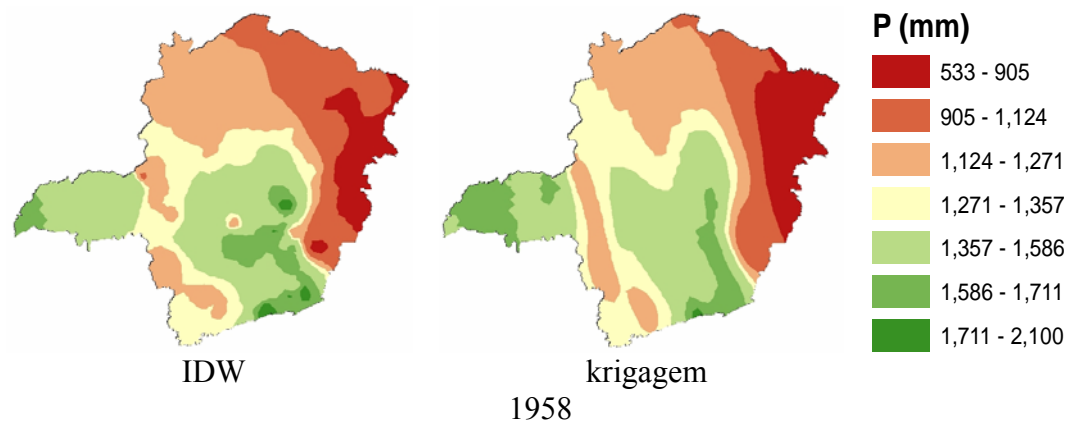 P (mm)
533 - 905
905 - 1,124
1,124 - 1,271
1,271 - 1,357
1,357 - 1,586
1,586 - 1,711
1,711 - 2,100
IDW
krigagem
1958